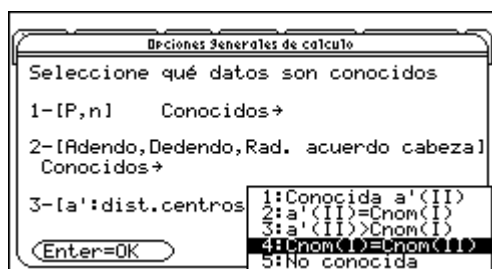 Opciones generales de calculo
Seleccione qué datos son conocidos
1-[P,n] Conocidos→
2-[Adendo,Dedendo,Rad. acuerdo cabeza]
Conocidos→
3-[a':dist.centros
1:Conocida a'(II)
2:a'(II)=Cnom(I)
3:a'(II)>Cnom(I)
4:Cnom(I)=Cnom(II)
5:No conocida
Enter=OK